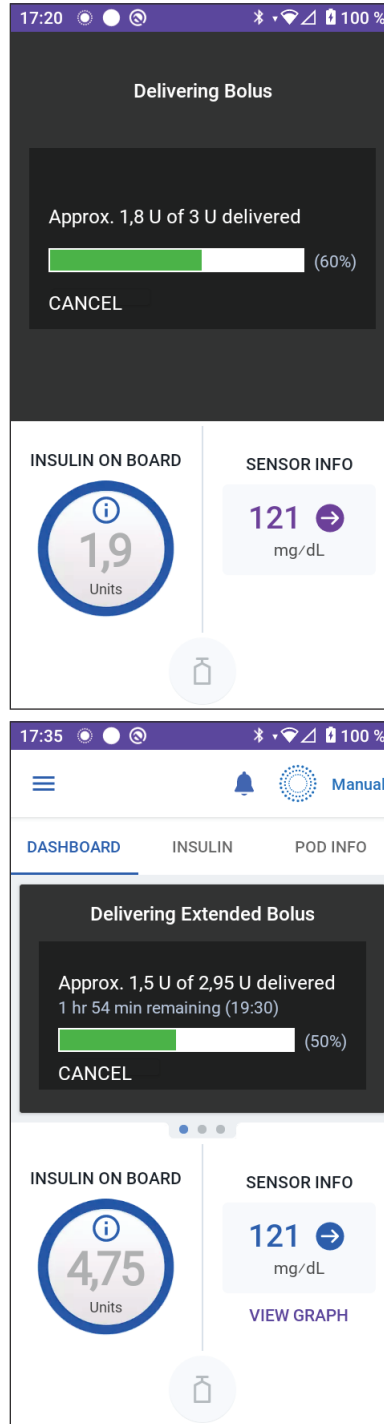 17:20 100 %
Delivering Bolus
Approx. 1,8 U of 3 U delivered
(60%)
CANCEL
INSULIN ON BOARD
1,9
Units
SENSOR INFO
121
mg/dL
17:35 100 %
Manual
DASHBOARD INSULIN POD INFO
Delivering Extended Bolus
Approx. 1,5 U of 2,95 U delivered
1 hr 54 min remaining (19:30)
(50%)
CANCEL
INSULIN ON BOARD
4,75
Units
SENSOR INFO
121
mg/dL
VIEW GRAPH